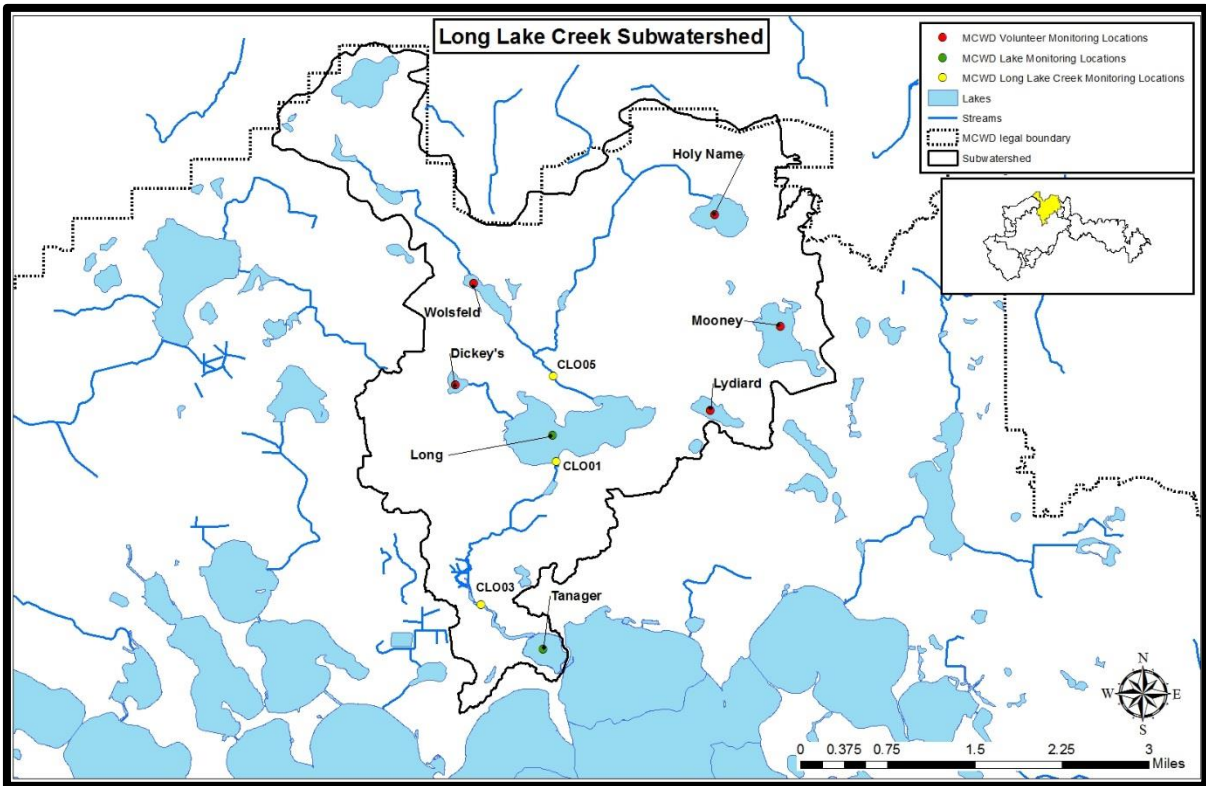 Long Lake Creek Subwatershed
MCWD Volunteer Monitoring Locations
MCWD Lake Monitoring Locations
MCWD Long Lake Creek Monitoring Locations
Lakes
Streams
MCWD legal boundary
Subwatershed
Holy Name
Wolsfeld
Mooney
Dickey's
CLO05
Lydiard
Long
CLO01
CLO03
Tanager
N
W E
S
0 0.375 0.75 1.5 2.25 3
Miles